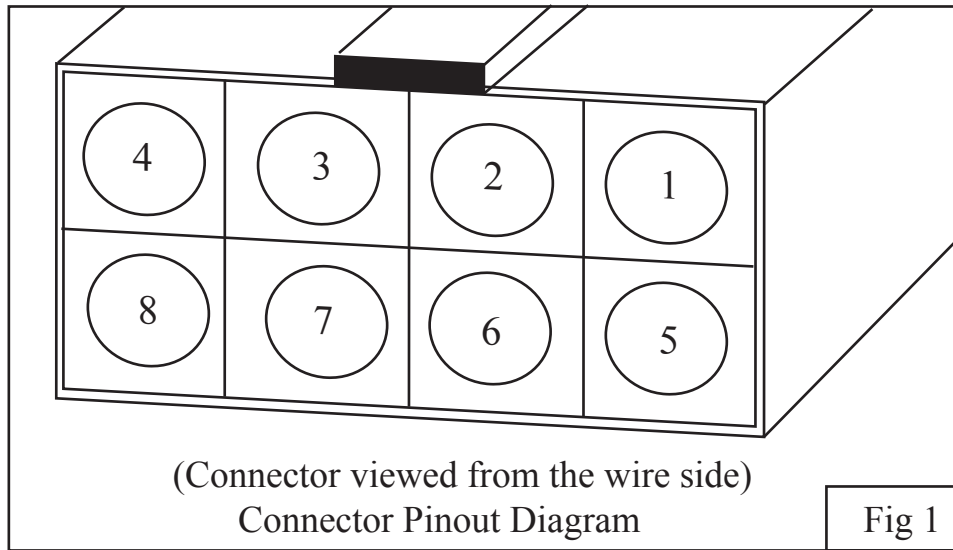 4 3 2 1
8 7 6 5
(Connector viewed from the wire side)
Connector Pinout Diagram
Fig 1